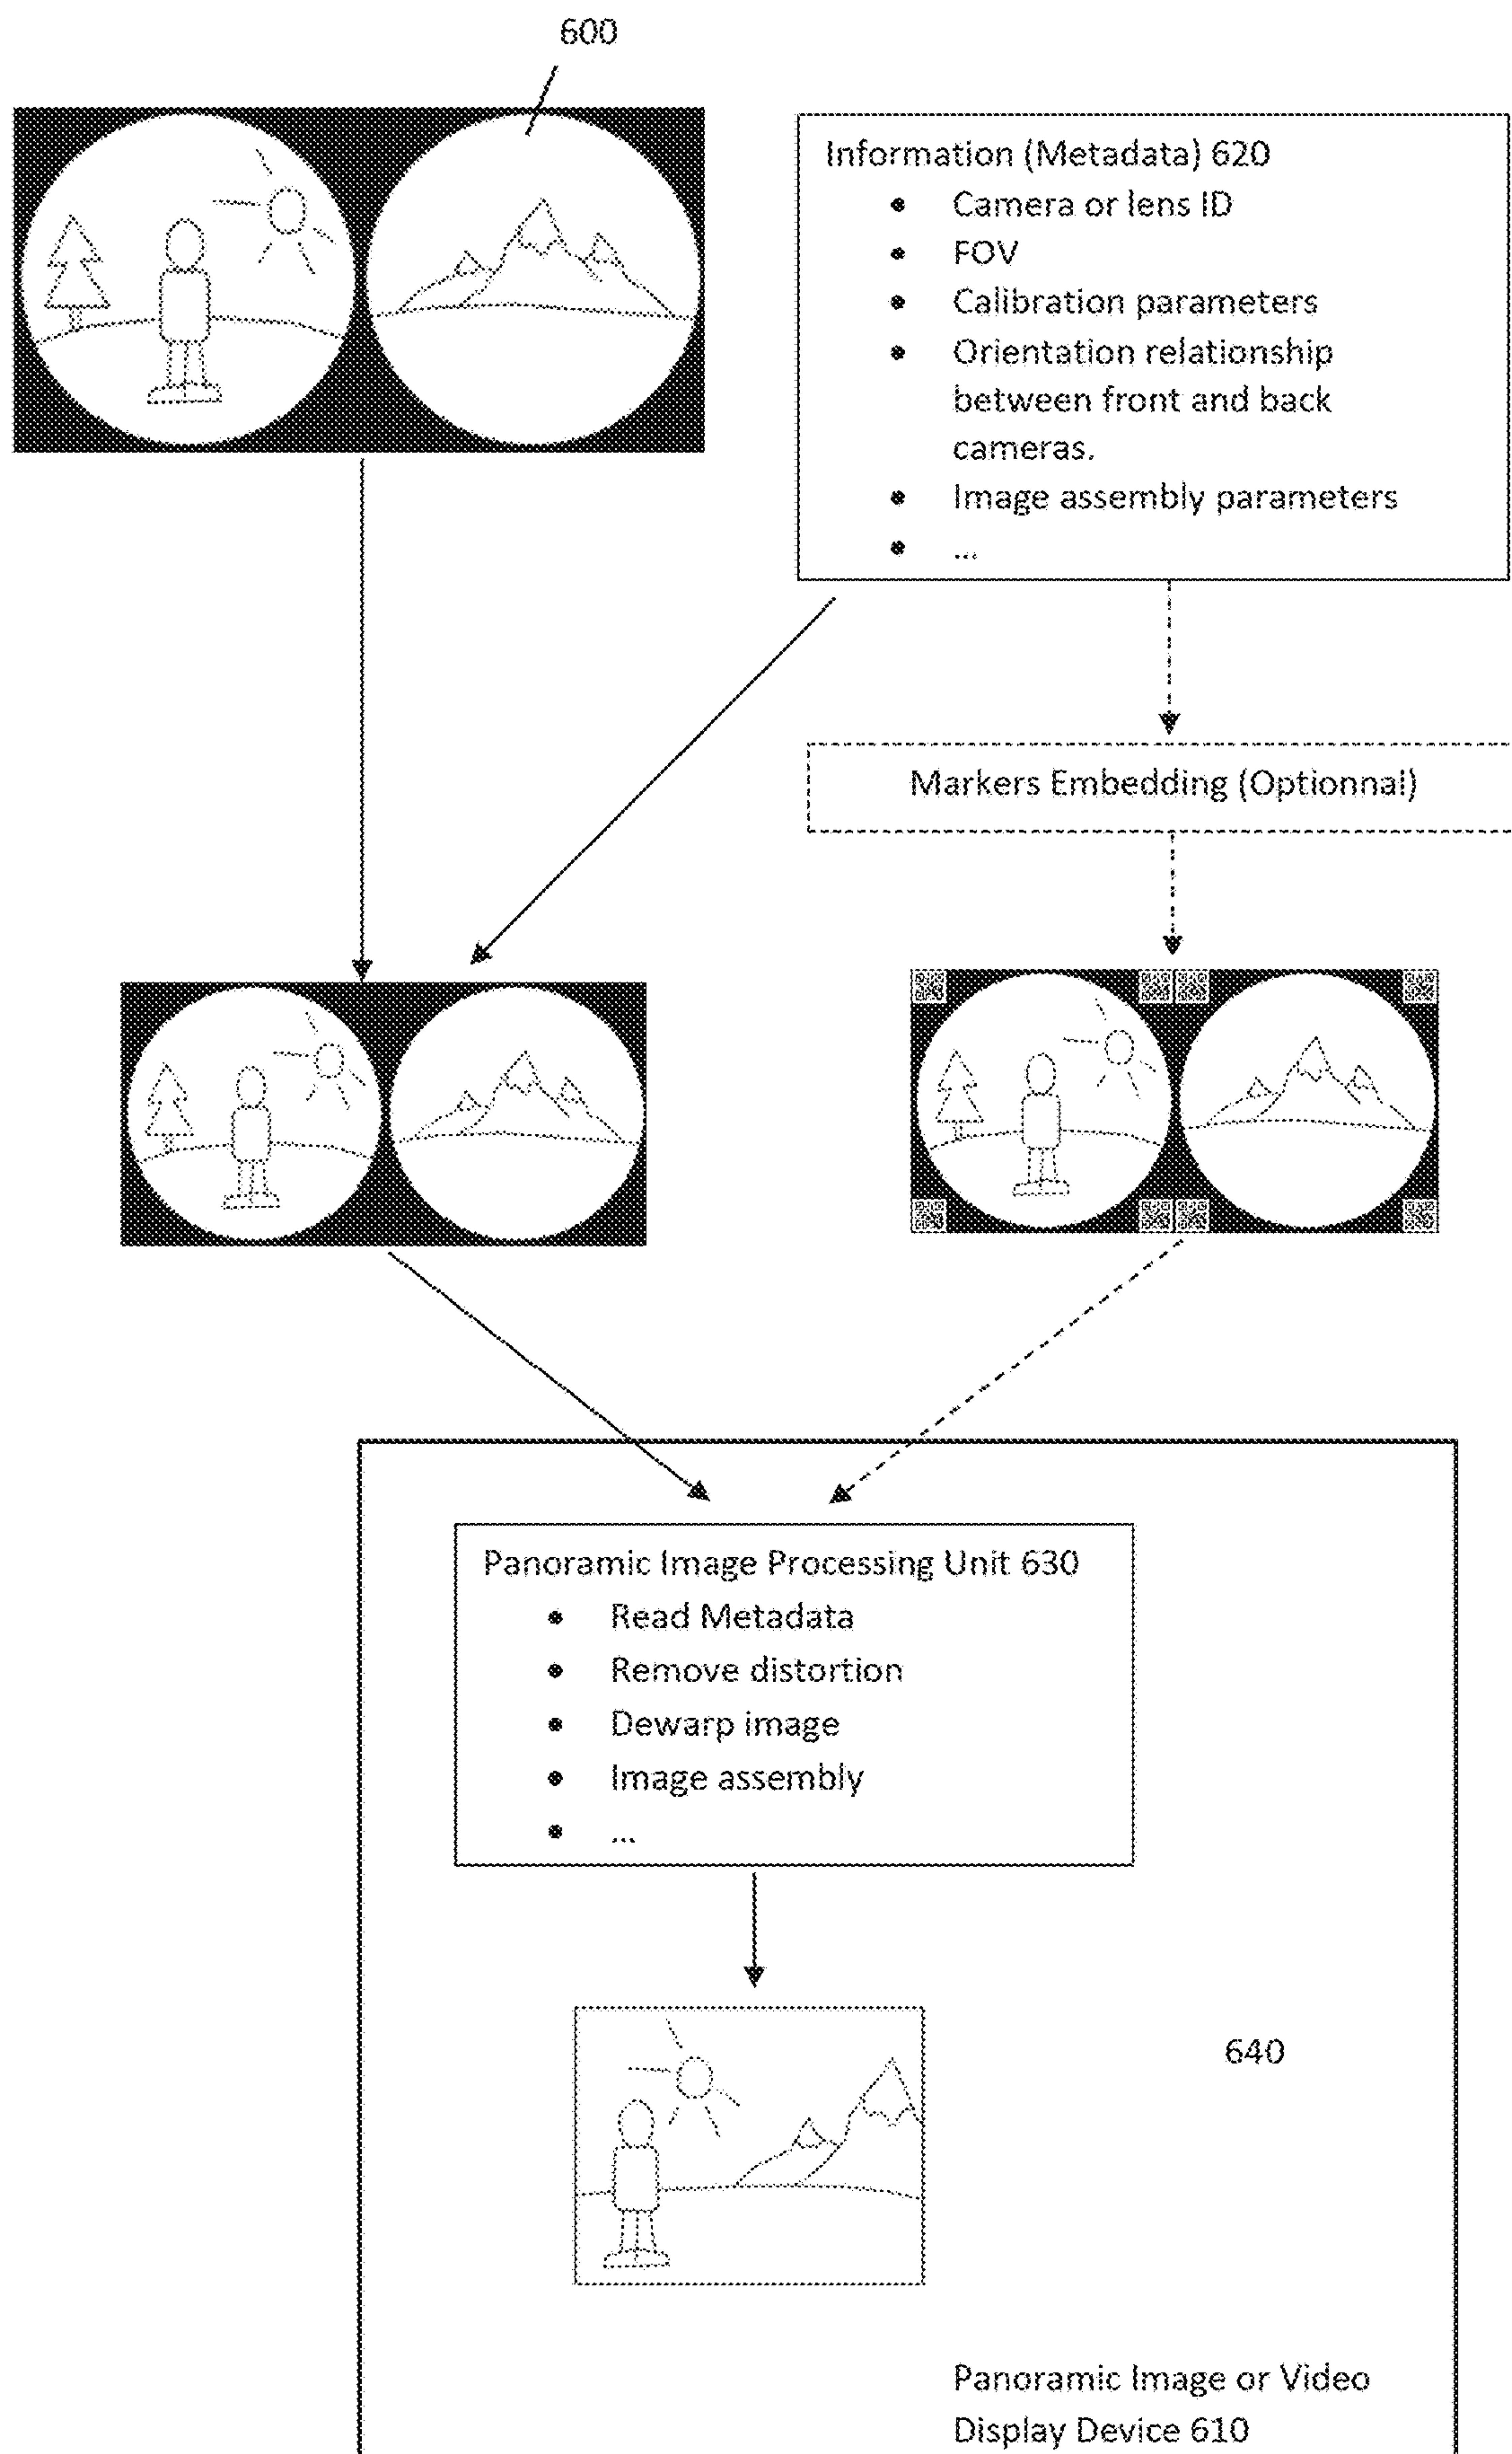 600
Information (Metadata) 620
• Camera or lens ID
• FOV
• Calibration parameters
• Orientation relationship
between front and back
cameras.
• Image assembly parameters
• ...
Markers Embedding (Optionnal)
Panoramic Image Processing Unit 630
• Read Metadata
• Remove distortion
• Dewarp image
• Image assembly
• ...
640
Panoramic Image or Video
Display Device 610